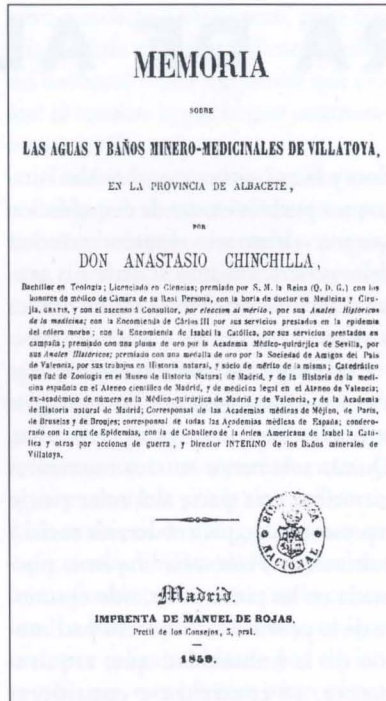 MEMORIA
SOBRE
LAS AGUAS Y BAÑOS MINERO-MEDICINALES DE VILLATOYA,
EN LA PROVINCIA DE ALBACETE,
POR
DON ANASTASIO CHINCHILLA,
Bachiller en Teología; Licenciado en Ciencias; premiado por S. M. la Reina (Q. D. G.) con los
honores de médico de Cámara de su Real Persona, con la borla de doctor en Medicina y Ciru-
jía, GRATIS, y con el ascenso á Consultor, por eleccion al mérito, por sus Anales Históricos
de la medicina; con la Encomienda de Cárlos III por sus servicios prestados en la epidemia
del cólera morbo; con la Encomienda de Isabel la Católica, por sus servicios prestados en
campaña; premiado con una pluma de oro por la Academia Médico-quirúrjica de Sevilla, por
sus Anales Históricos; premiado con una medalla de oro por la Sociedad de Amigos del Pais
de Valencia, por sus trabajos en Historia natural, y sócio de mérito de la misma; Catedrático
que fué de Zoología en el Museo de Historia Natural de Madrid, y de la Historia de la medi-
cina española en el Ateneo científico de Madrid, y de medicina legal en el Ateneo de Valencia;
ex-académico de número en la Médico-quirúrjica de Madrid y de Valencia, y de la Academia
de Historia natural de Madrid; Corresponsal de las Academias médicas de Méjico, de París,
de Bruselas y de Broujes; corresponsal de todas las Academias médicas de España; condeco-
rado con la cruz de Epidemias, con la de Caballero de la órden Americana de Isabel la Cató-
lica y otras por acciones de guerra, y Director INTERINO de los Baños minerales de
Villatoya.
BIBLIOTECA NACIONAL
Madrid.
IMPRENTA DE MANUEL DE ROJAS,
Pretil de los Consejos, 3, pral.
1859.